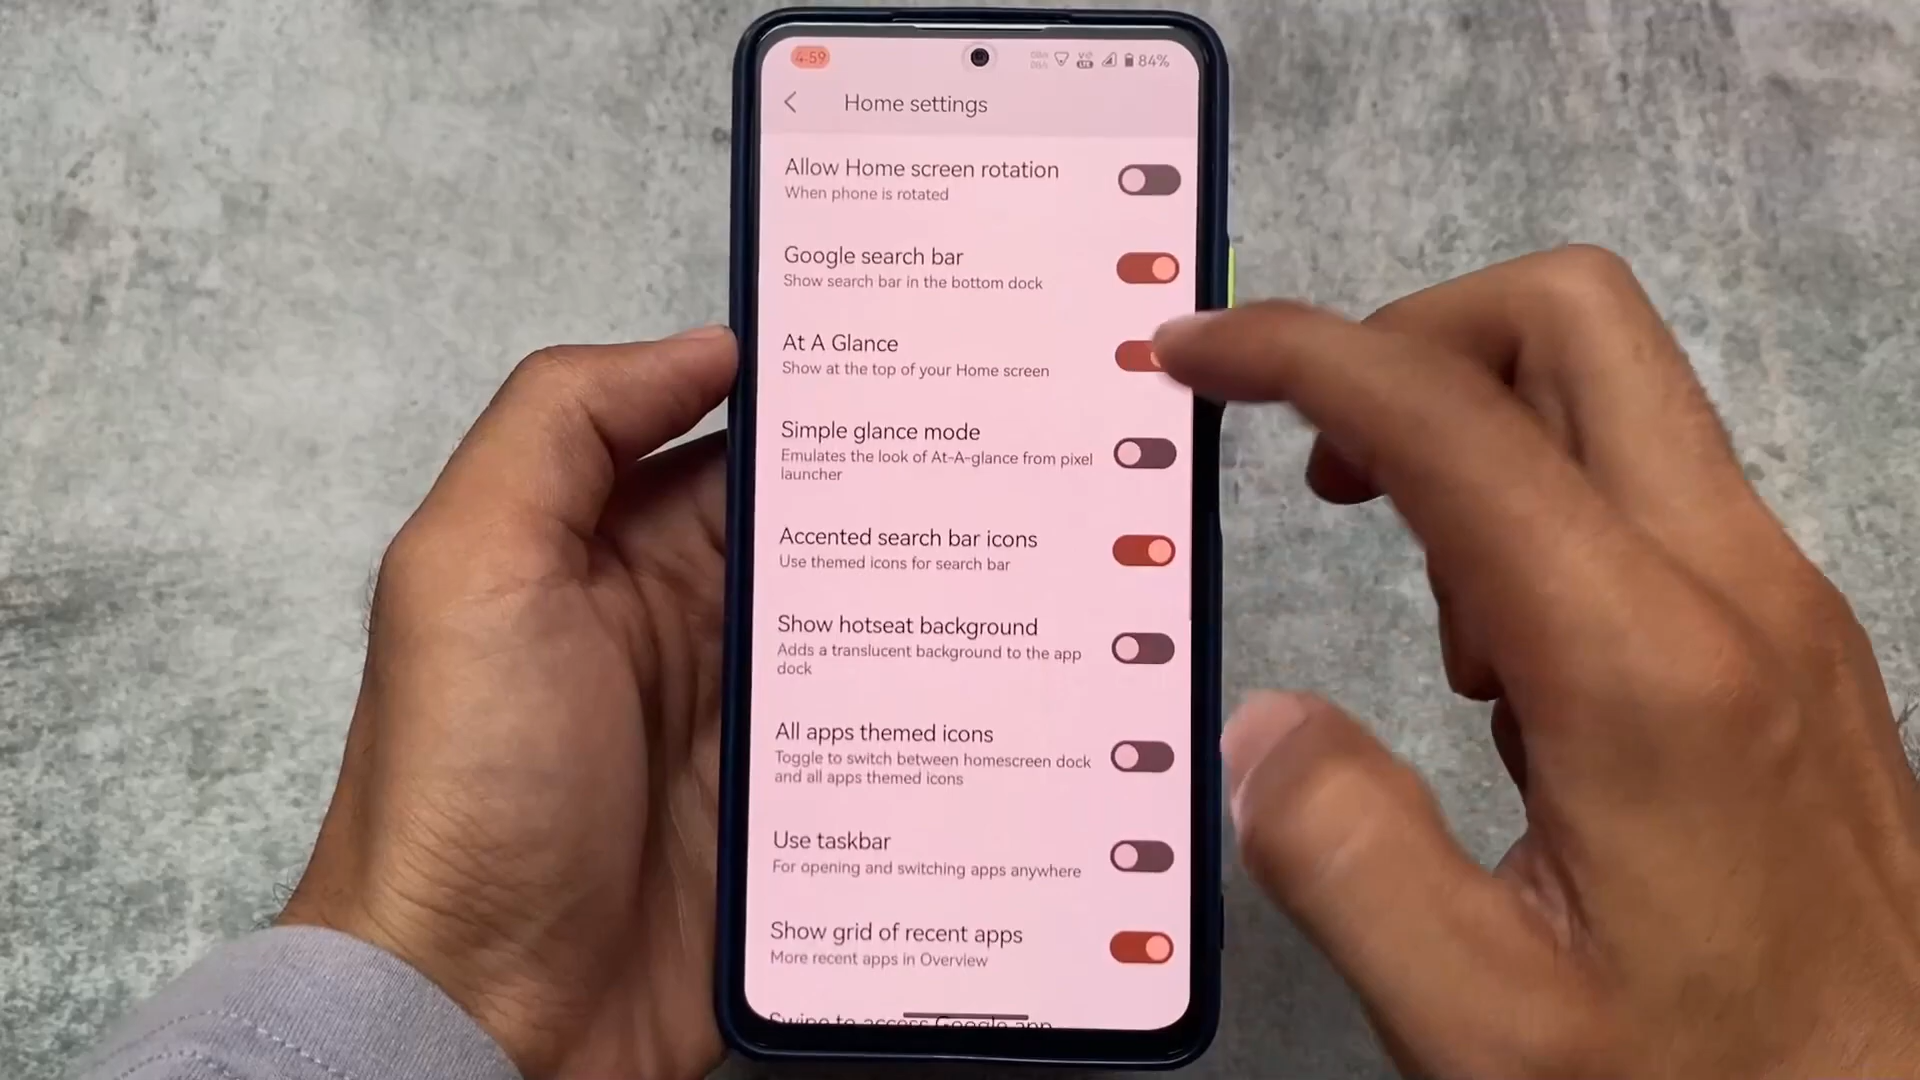 4:59
84%
Home settings
Allow Home screen rotation
When phone is rotated
Google search bar
Show search bar in the bottom dock
At A Glance
Show at the top of your Home screen
Simple glance mode
Emulates the look of At-A-glance from pixel
launcher
Accented search bar icons
Use themed icons for search bar
Show hotseat background
Adds a translucent background to the app
dock
All apps themed icons
Toggle to switch between homescreen dock
and all apps themed icons
Use taskbar
For opening and switching apps anywhere
Show grid of recent apps
More recent apps in Overview
Swipe to access Google app